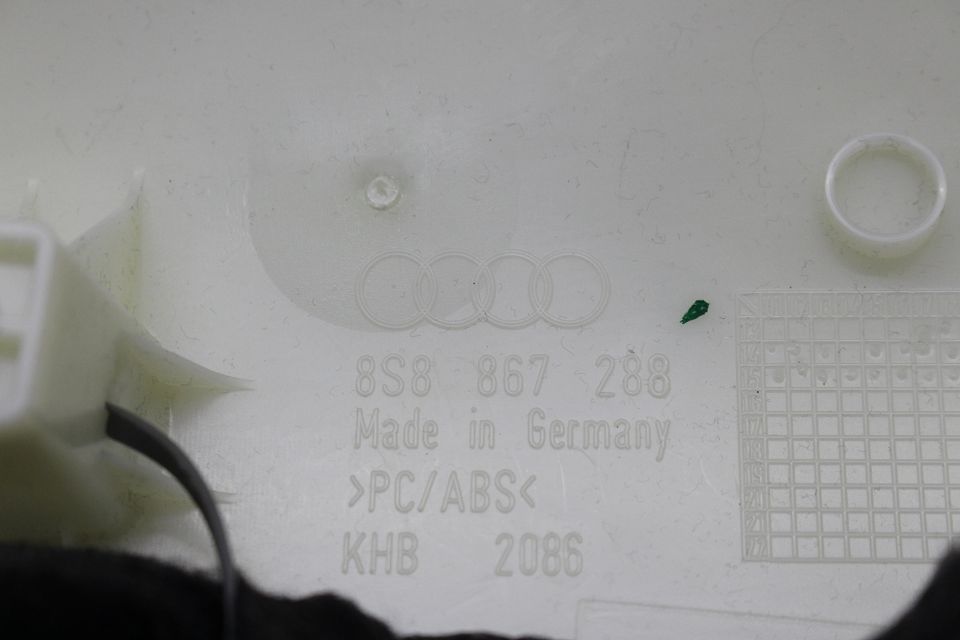 8S8 867 288
Made in Germany
>PC/ABS<
KHB 2086